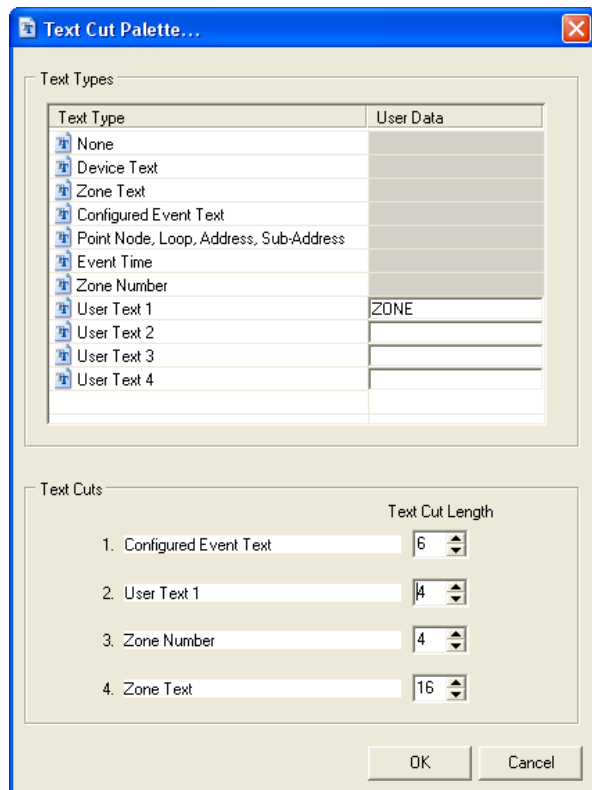 Text Cut Palette...
Text Types
Text Type User Data
None
Device Text
Zone Text
Configured Event Text
Point Node, Loop, Address, Sub-Address
Event Time
Zone Number
User Text 1 ZONE
User Text 2
User Text 3
User Text 4
Text Cuts
Text Cut Length
1. Configured Event Text 6
2. User Text 1 4
3. Zone Number 4
4. Zone Text 16
OK Cancel